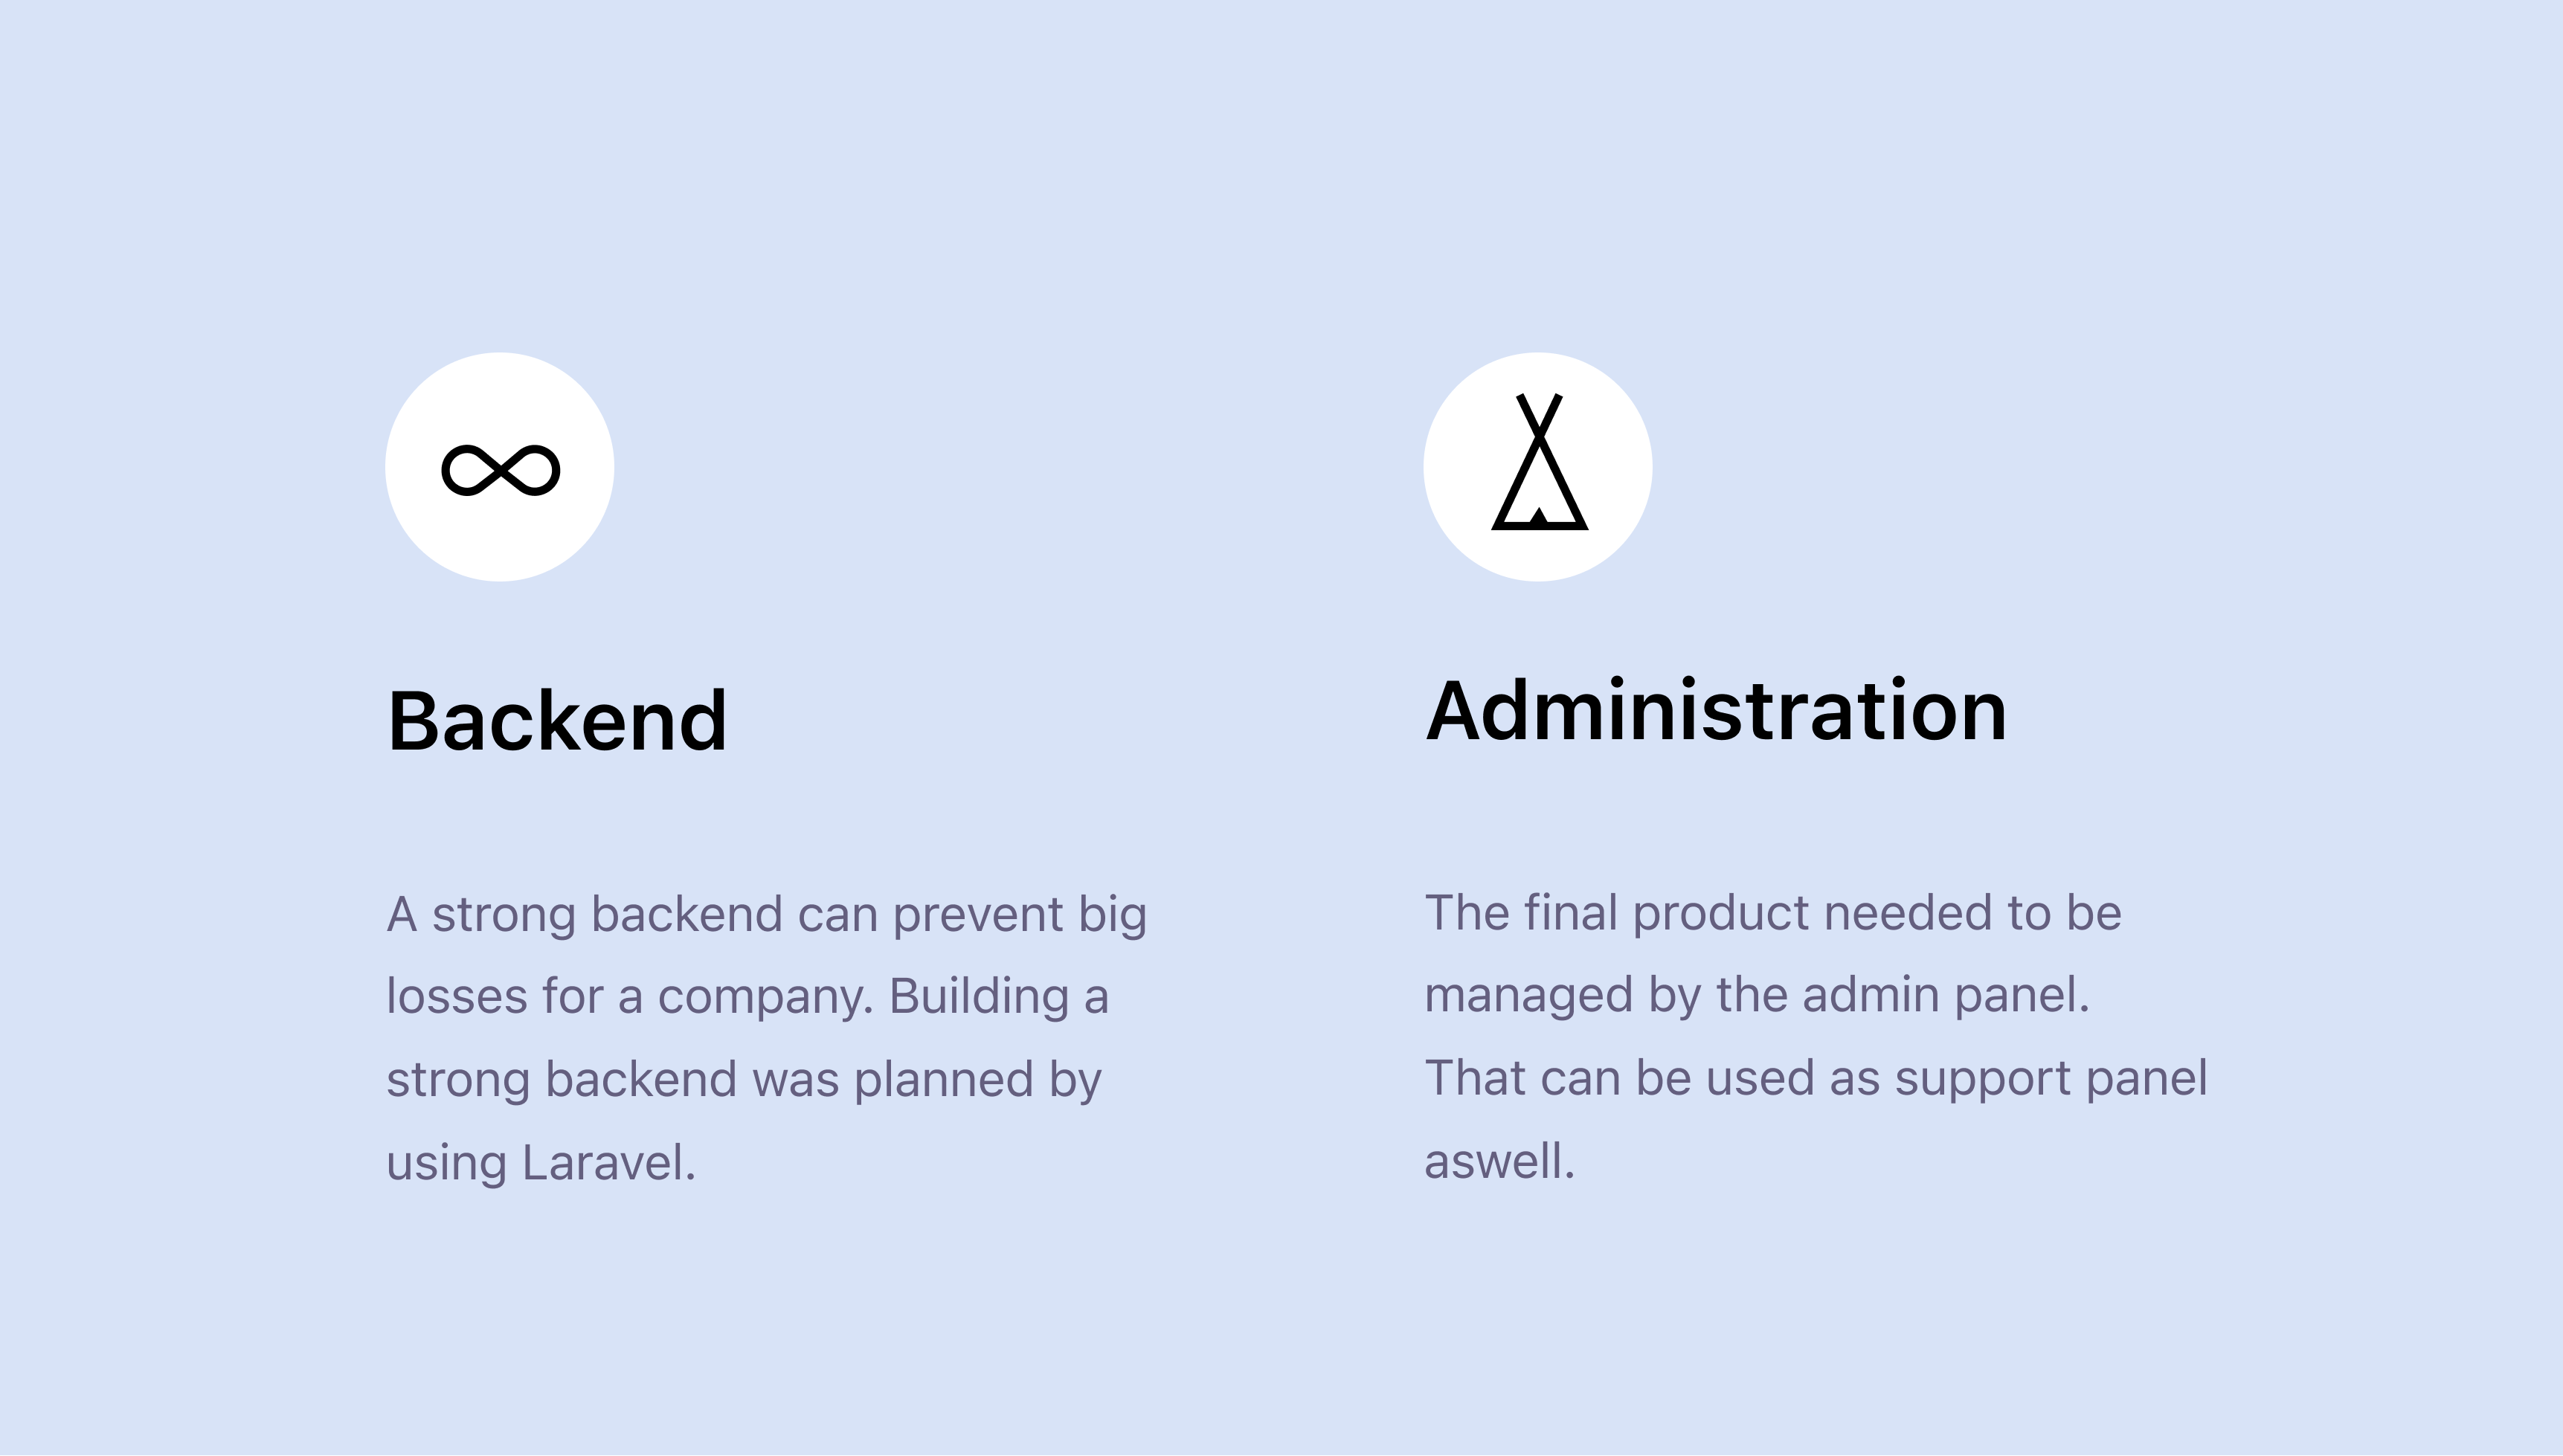 Backend
A strong backend can prevent big
losses for a company. Building a
strong backend was planned by
using Laravel.
Administration
The final product needed to be
managed by the admin panel.
That can be used as support panel
aswell.